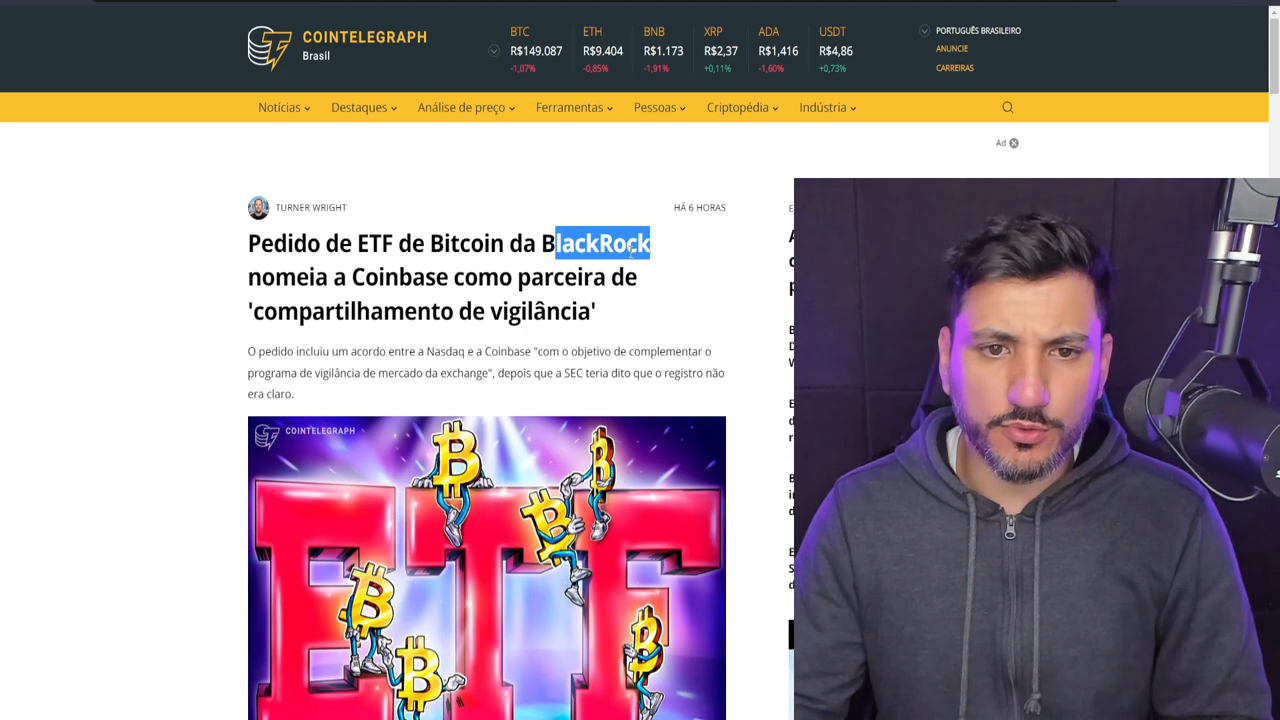 COINTELEGRAPH
Brasil
BTC
R$149.087
-1,07%
ETH
R$9.404
-0,85%
BNB
R$1.173
-1,91%
XRP
R$2,37
+0,11%
ADA
R$1,416
-1,60%
USDT
R$4,86
+0,73%
PORTUGUÊS BRASILEIRO
ANUNCIE
CARREIRAS
Notícias
Destaques
Análise de preço
Ferramentas
Pessoas
Criptopédia
Indústria
Ad
TURNER WRIGHT
HÁ 6 HORAS
Pedido de ETF de Bitcoin da BlackRock
nomeia a Coinbase como parceira de
'compartilhamento de vigilância'
O pedido incluiu um acordo entre a Nasdaq e a Coinbase "com o objetivo de complementar o
programa de vigilância de mercado da exchange", depois que a SEC teria dito que o registro não
era claro.
COINTELEGRAPH
ETF